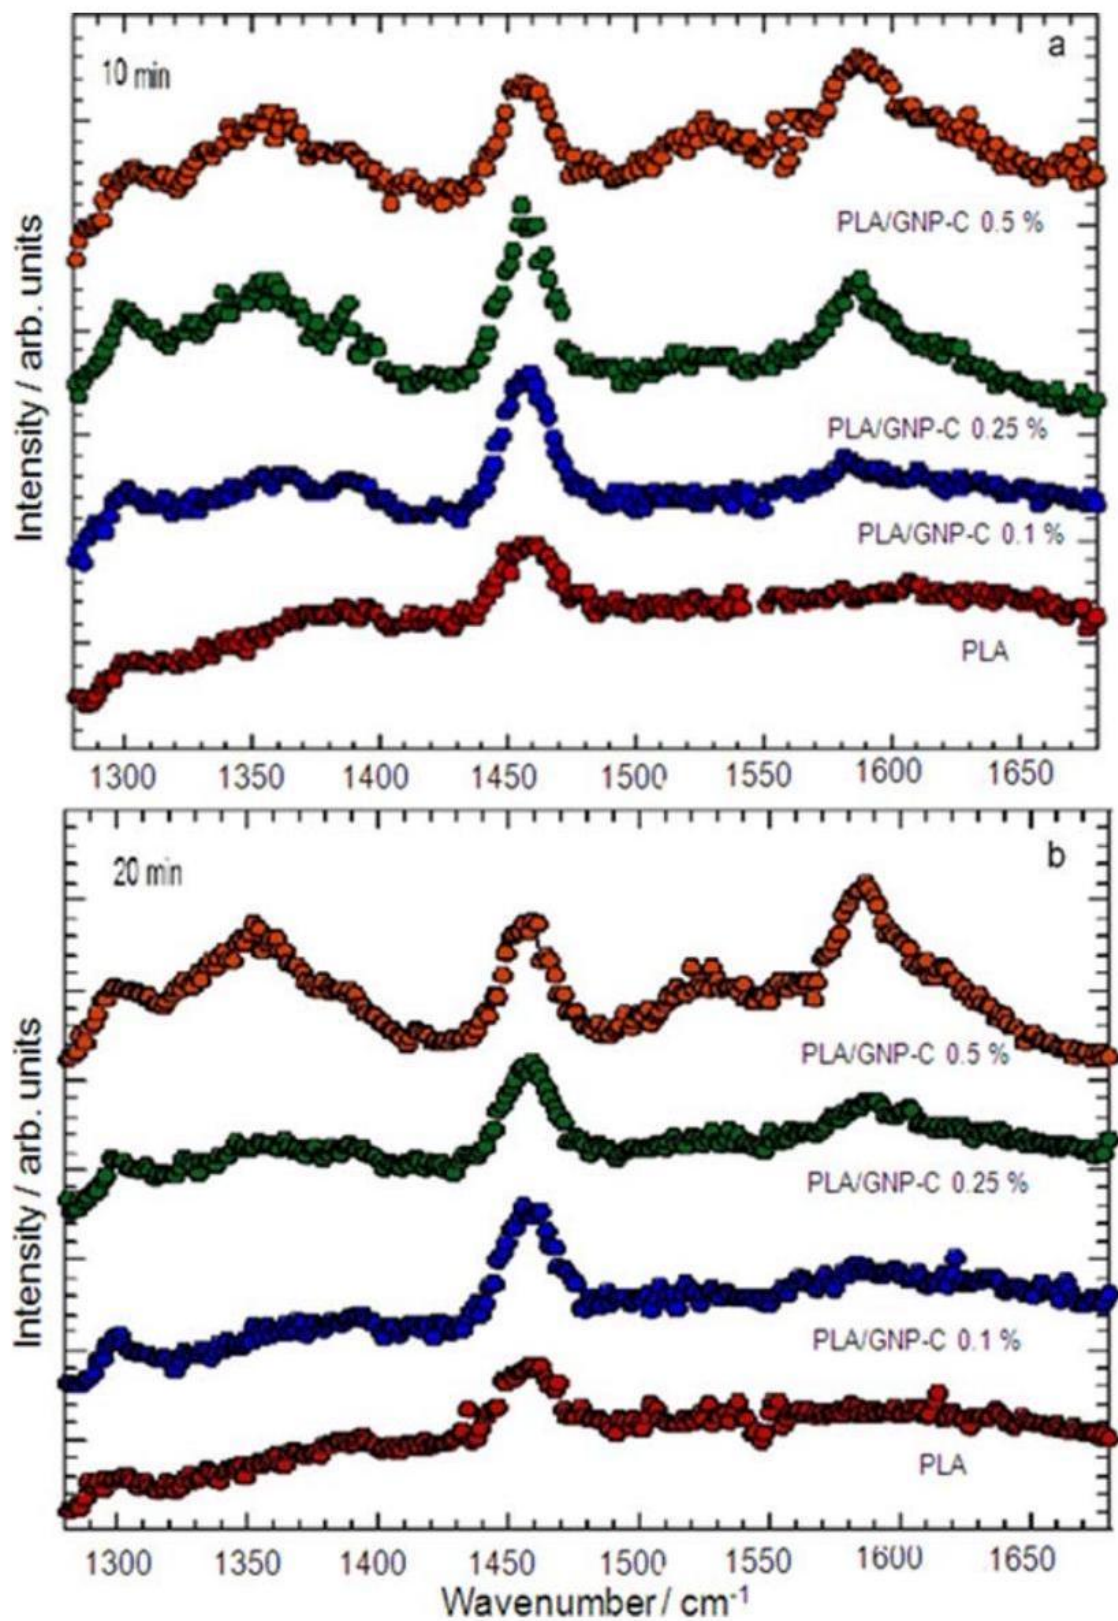 a
10 min
PLA/GNP-C 0.5 %
PLA/GNP-C 0.25 %
PLA/GNP-C 0.1 %
PLA
Intensity / arb. units
1300 1350 1400 1450 1500 1550 1600 1650
b
20 min
PLA/GNP-C 0.5 %
PLA/GNP-C 0.25 %
PLA/GNP-C 0.1 %
PLA
Intensity / arb. units
1300 1350 1400 1450 1500 1550 1600 1650
Wavenumber / cm⁻¹